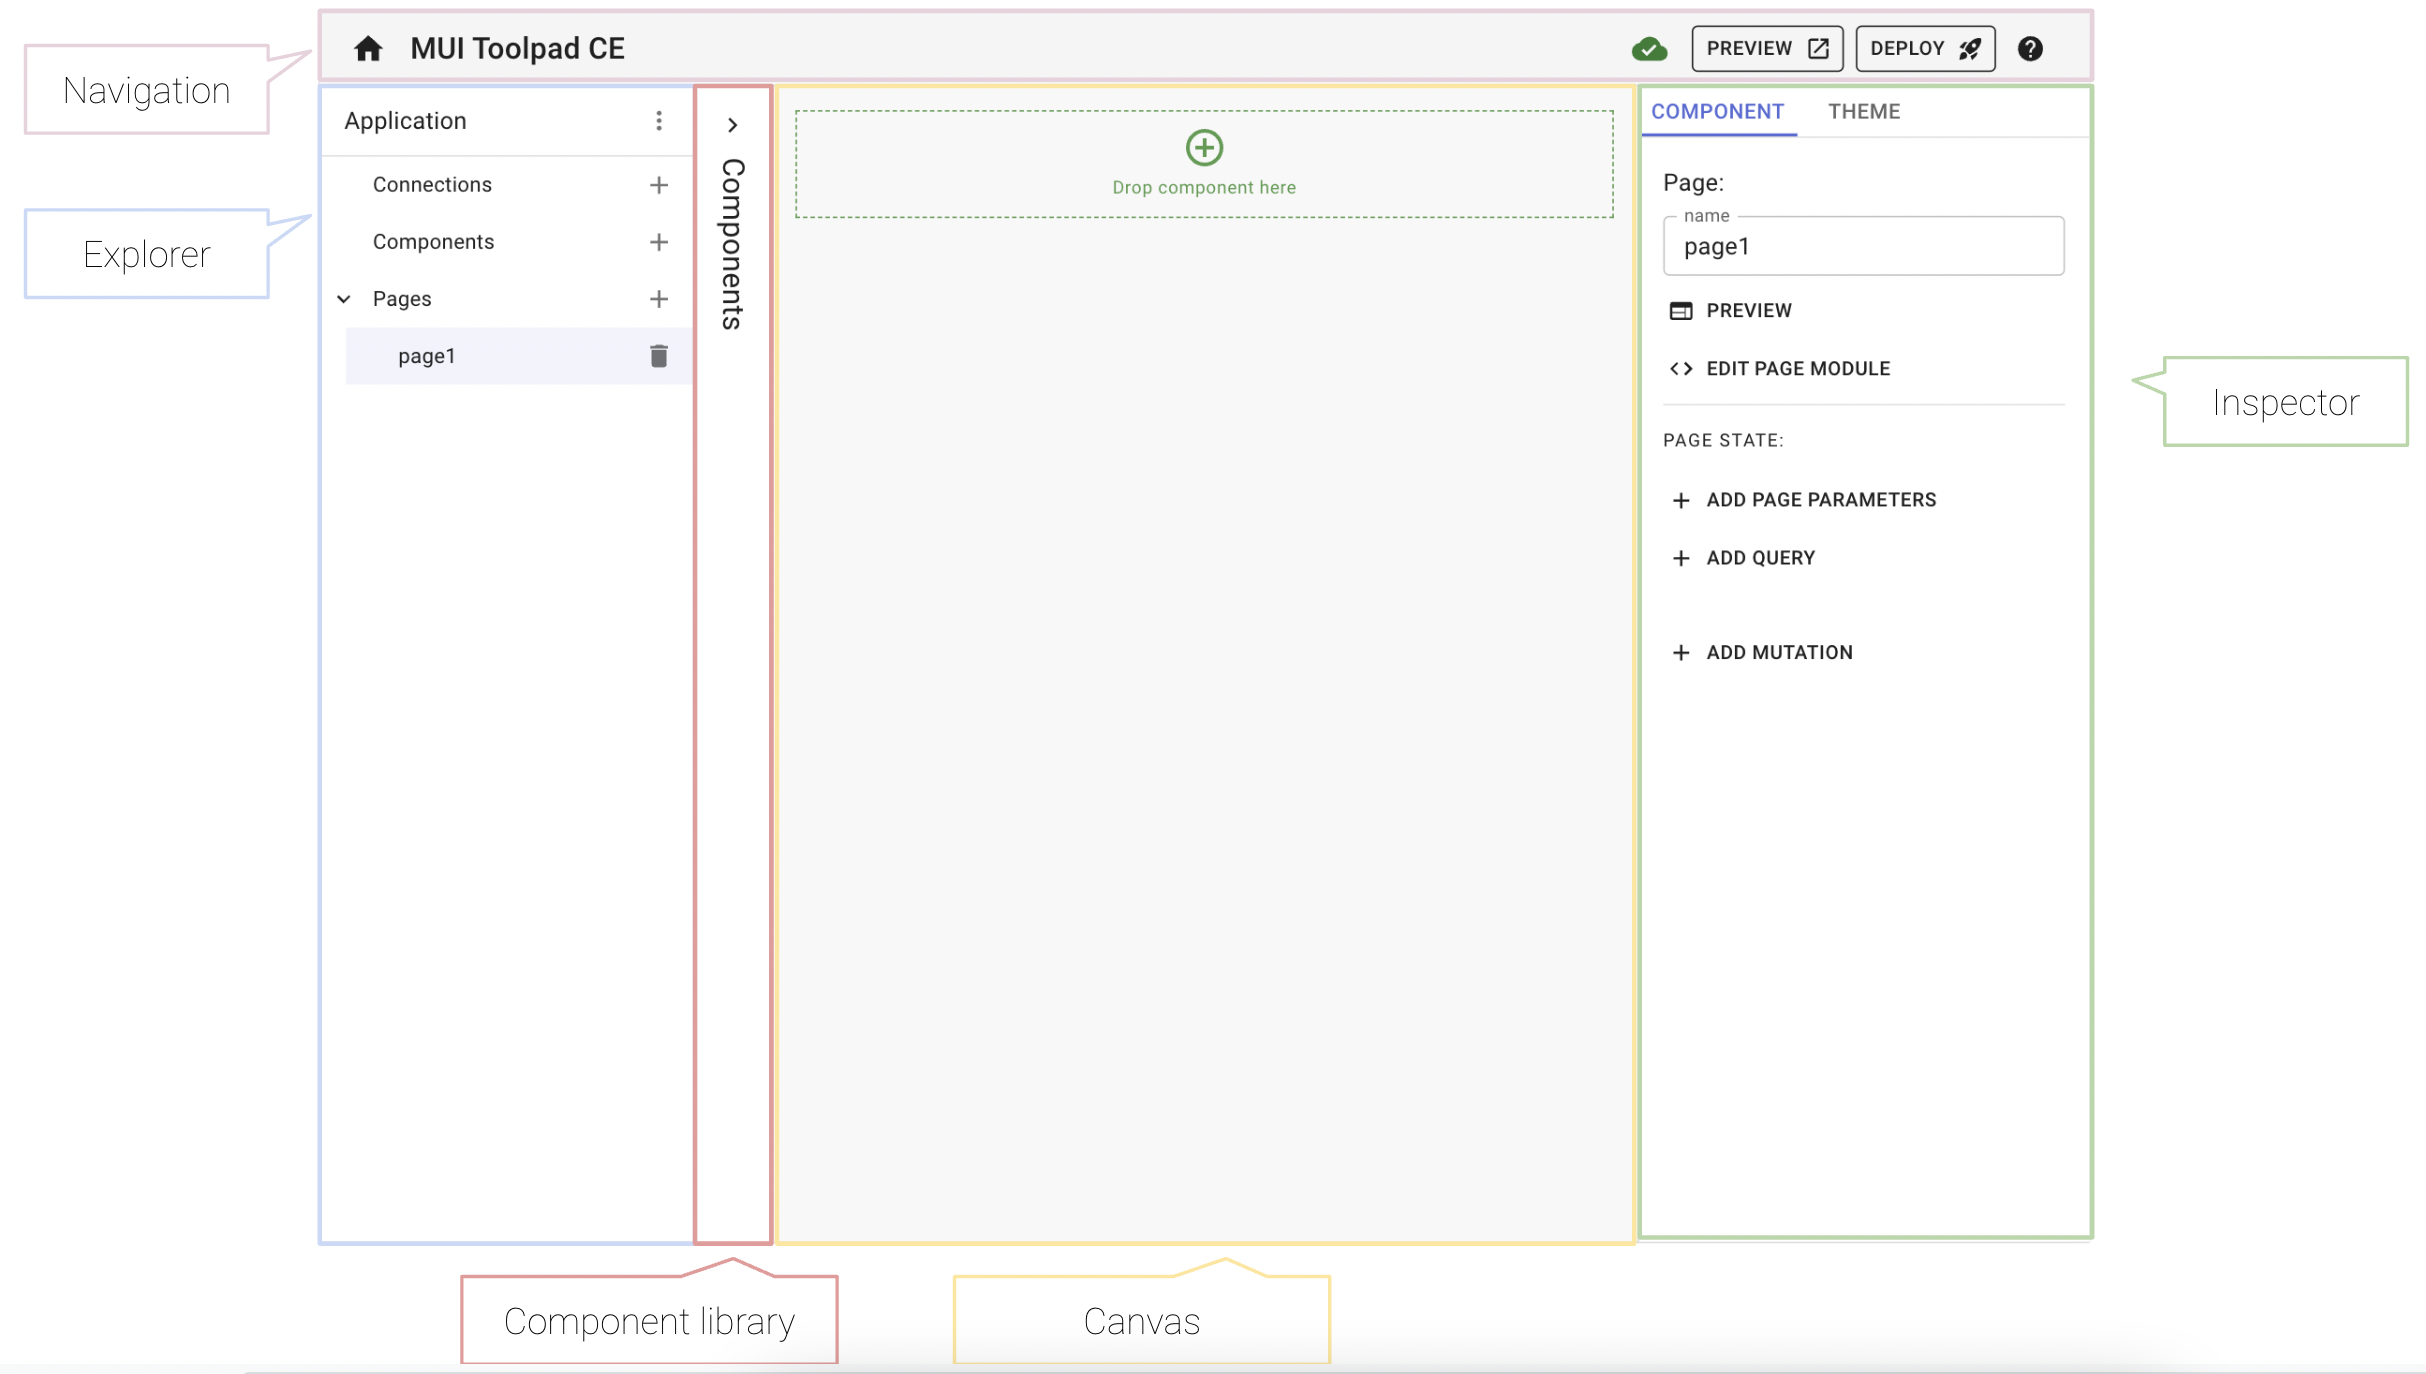 MUI Toolpad CE
PREVIEW
DEPLOY
Navigation
Application
Connections
Components
Pages
page1
Explorer
Components
Drop component here
COMPONENT
THEME
Page:
name
page1
PREVIEW
EDIT PAGE MODULE
PAGE STATE:
ADD PAGE PARAMETERS
ADD QUERY
ADD MUTATION
Inspector
Component library
Canvas